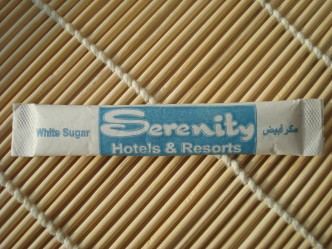 White Sugar
Serenity
Hotels & Resorts
سكر أبيض